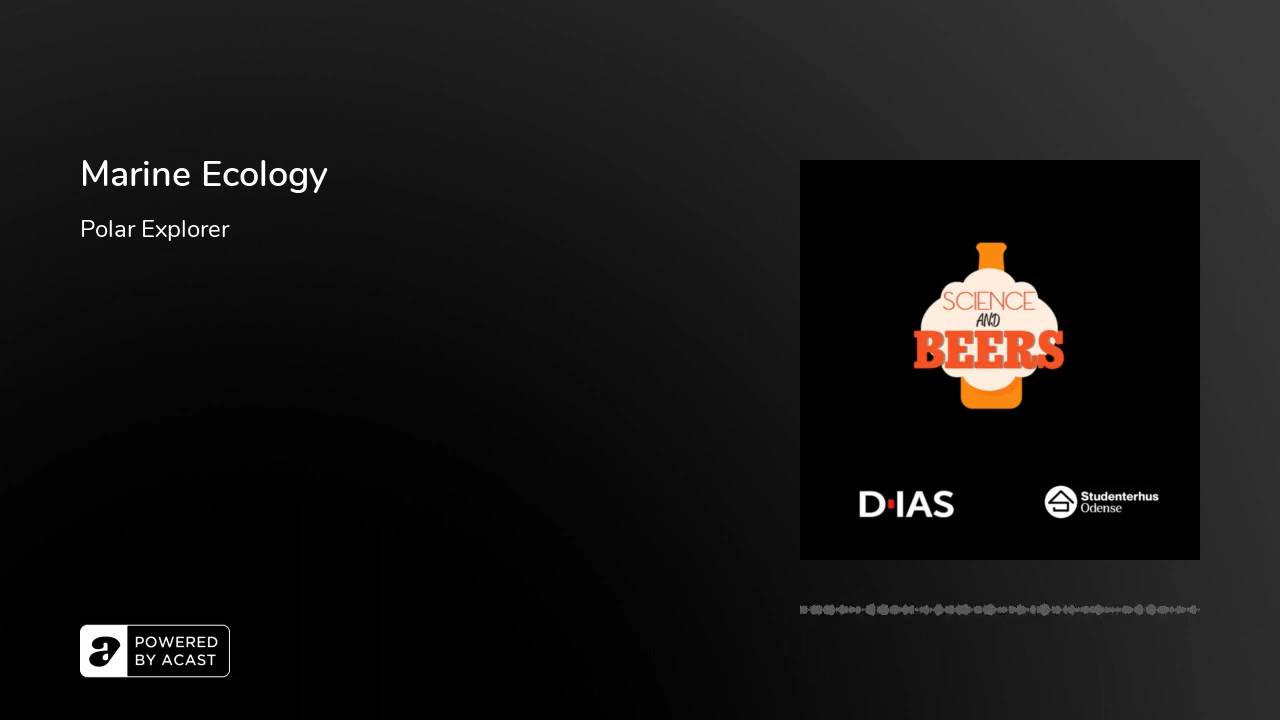 Marine Ecology
Polar Explorer
SCIENCE
AND
BEERS
D·IAS
Studenterhus
Odense
a POWERED
BY ACAST